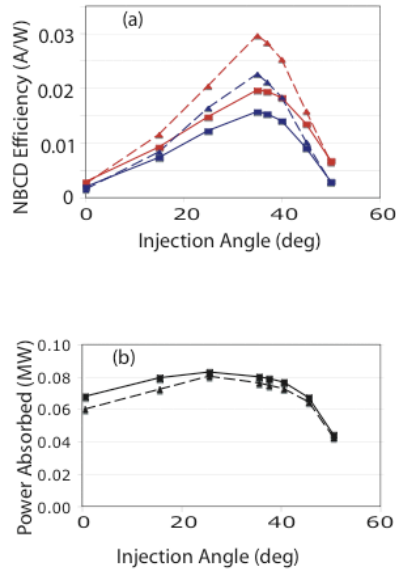 (a)
NBCD Efficiency (A/W)
0.03
0.02
0.01
0
0 20 40 60
Injection Angle (deg)
(b)
Power Absorbed (MW)
0.10
0.08
0.06
0.04
0.02
0.00
0 20 40 60
Injection Angle (deg)